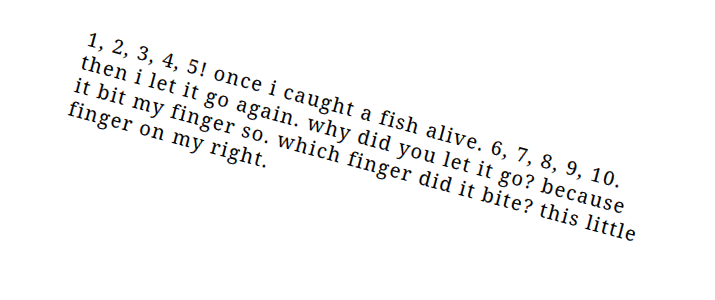 1, 2, 3, 4, 5! once i caught a fish alive. 6, 7, 8, 9, 10.
then i let it go again. why did you let it go? because
it bit my finger so. which finger did it bite? this little
finger on my right.